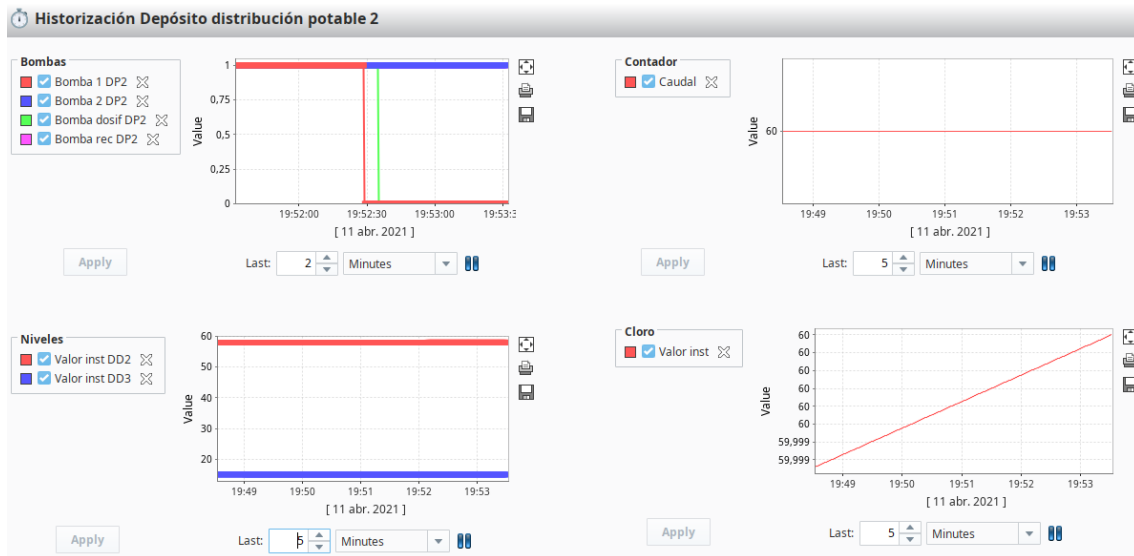 Historización Depósito distribución potable 2
Bombas
Bomba 1 DP2
Bomba 2 DP2
Bomba dosif DP2
Bomba rec DP2
Value
1
0,75
0,5
0,25
0
19:52:00 19:52:30 19:53:00 19:53:3
[ 11 abr. 2021 ]
Apply
Last: 2 Minutes
Contador
Caudal
Value
60
19:49 19:50 19:51 19:52 19:53
[ 11 abr. 2021 ]
Apply
Last: 5 Minutes
Niveles
Valor inst DD2
Valor inst DD3
Value
60
50
40
30
20
19:49 19:50 19:51 19:52 19:53
[ 11 abr. 2021 ]
Apply
Last: 5 Minutes
Cloro
Valor inst
Value
60
60
60
60
60
60
59,999
59,999
19:49 19:50 19:51 19:52 19:53
[ 11 abr. 2021 ]
Apply
Last: 5 Minutes